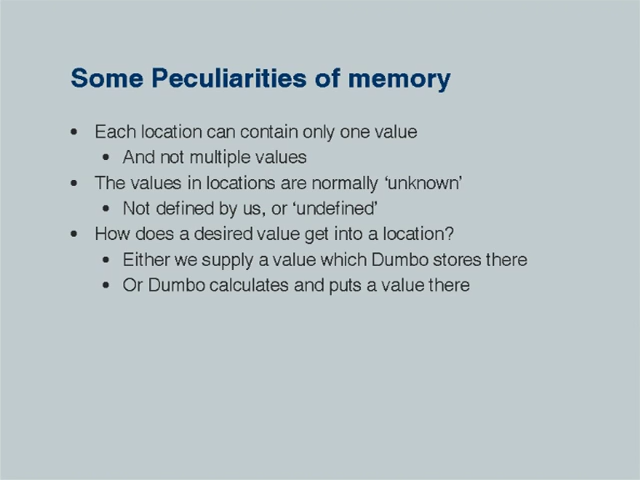 Some Peculiarities of memory
• Each location can contain only one value
• And not multiple values
• The values in locations are normally ‘unknown’
• Not defined by us, or ‘undefined’
• How does a desired value get into a location?
• Either we supply a value which Dumbo stores there
• Or Dumbo calculates and puts a value there